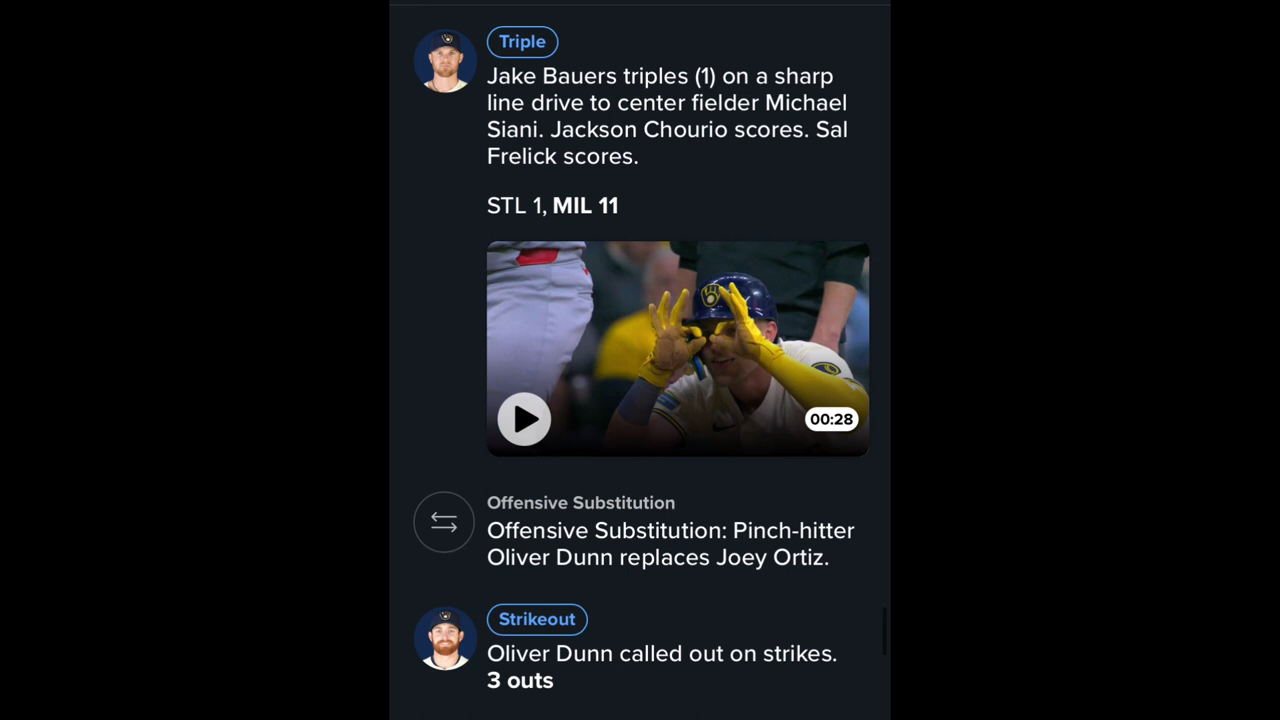 Triple
Jake Bauers triples (1) on a sharp
line drive to center fielder Michael
Siani. Jackson Chourio scores. Sal
Frelick scores.
STL 1, MIL 11
00:28
Offensive Substitution
Offensive Substitution: Pinch-hitter
Oliver Dunn replaces Joey Ortiz.
Strikeout
Oliver Dunn called out on strikes.
3 outs